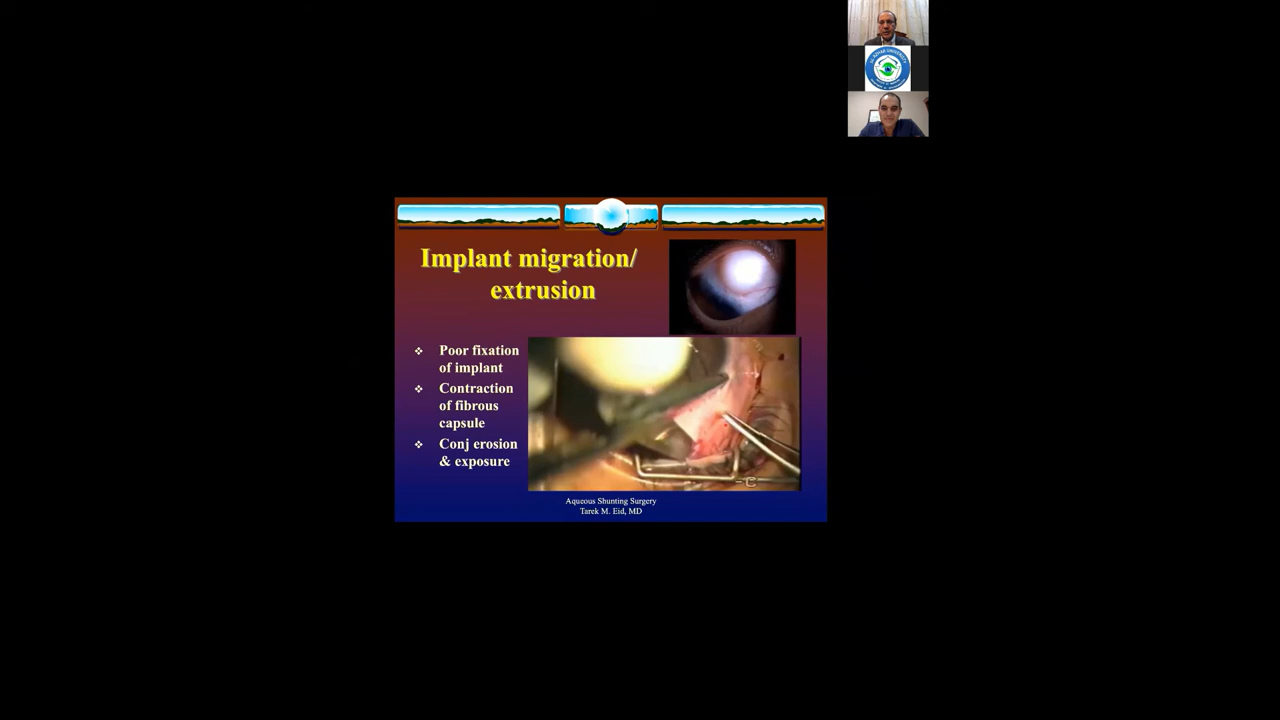 Implant migration/
extrusion
❖ Poor fixation
of implant
❖ Contraction
of fibrous
capsule
❖ Conj erosion
& exposure
Aqueous Shunting Surgery
Tarek M. Eid, MD